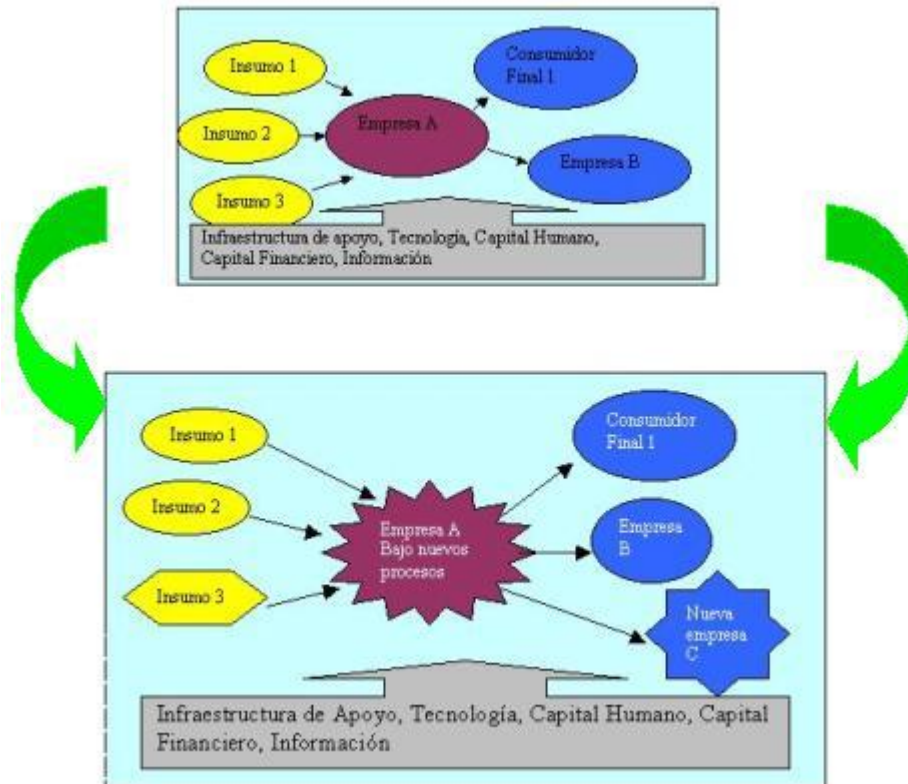 Insumo 1
Insumo 2
Insumo 3
Empresa A
Consumidor
Final 1
Empresa B
Infraestructura de apoyo, Tecnología, Capital Humano,
Capital Financiero, Información
Insumo 1
Insumo 2
Insumo 3
Empresa A
Bajo nuevos
procesos
Consumidor
Final 1
Empresa
B
Nueva
empresa
C
Infraestructura de Apoyo, Tecnología, Capital Humano, Capital
Financiero, Información